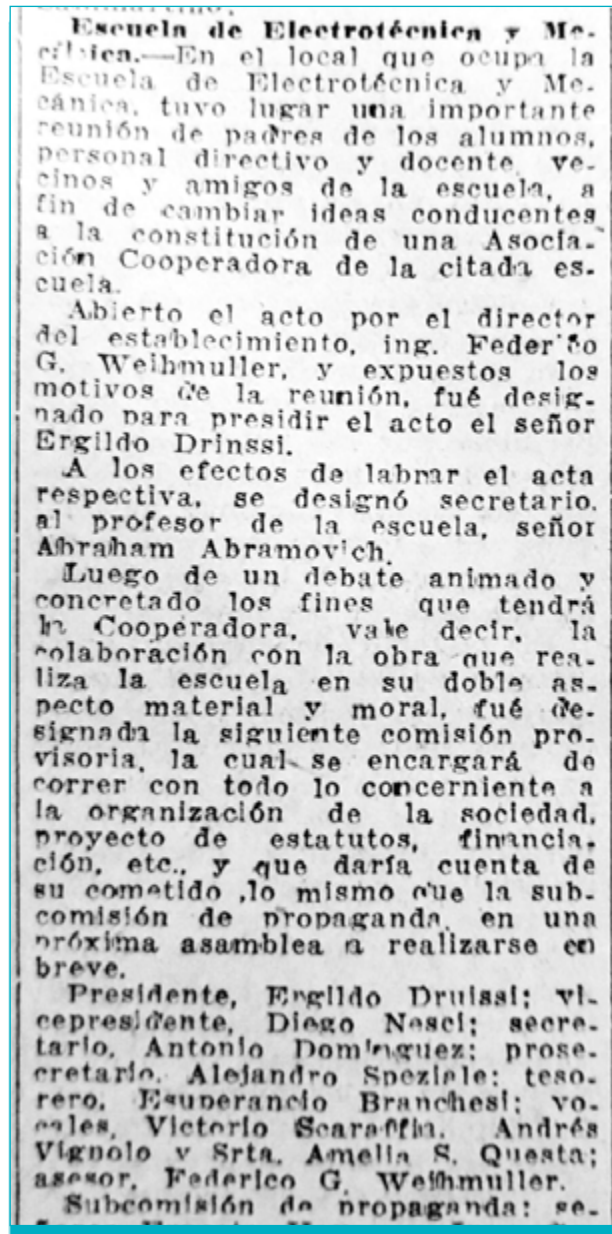 Escuela de Electrotécnica y Me-
cánica.—En el local que ocupa la
Escuela de Electrotécnica y Me-
cánica, tuvo lugar una importante
reunión de padres de los alumnos,
personal directivo y docente, ve-
cinos y amigos de la escuela, a
fin de cambiar ideas conducentes
a la constitución de una Asocia-
ción Cooperadora de la citada es-
cuela.
Abierto el acto por el director
del establecimiento, ing. Federico
G. Weihmuller, y expuestos los
motivos de la reunión, fué desig-
nado para presidir el acto el señor
Ergildo Drinssi.
A los efectos de labrar el acta
respectiva, se designó secretario,
al profesor de la escuela, señor
Abraham Abramovich.
Luego de un debate animado y
concretado los fines que tendrá
la Cooperadora, vale decir, la
colaboración con la obra que rea-
liza la escuela en su doble as-
pecto material y moral, fué de-
signada la siguiente comisión pro-
visoria, la cual se encargará de
correr con todo lo concerniente a
la organización de la sociedad,
proyecto de estatutos, financia-
ción, etc., y que daría cuenta de
su cometido ,lo mismo que la sub-
comisión de propaganda, en una
próxima asamblea a realizarse en
breve.
Presidente, Ergildo Druissi; vi-
cepresidente, Diego Nesci; secre-
tario, Antonio Domínguez; prose-
cretario, Alejandro Speziale; teso-
rero, Exuperancio Branchesi; vo-
cales, Victorio Scaraffia, Andrés
Vignolo y Srta. Amelia S. Questa;
asesor, Federico G. Weihmuller.
Subcomisión de propaganda: se-